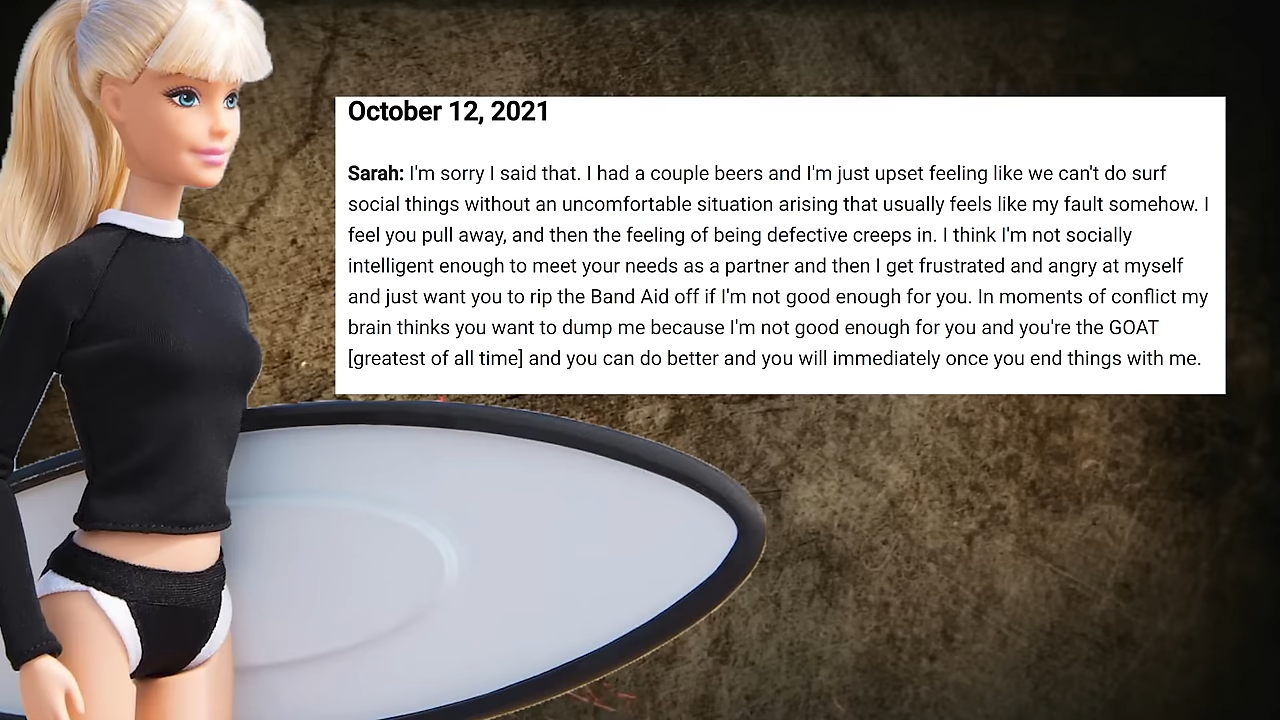 October 12, 2021
Sarah: I'm sorry I said that. I had a couple beers and I'm just upset feeling like we can't do surf
social things without an uncomfortable situation arising that usually feels like my fault somehow. I
feel you pull away, and then the feeling of being defective creeps in. I think I'm not socially
intelligent enough to meet your needs as a partner and then I get frustrated and angry at myself
and just want you to rip the Band Aid off if I'm not good enough for you. In moments of conflict my
brain thinks you want to dump me because I'm not good enough for you and you're the GOAT
[greatest of all time] and you can do better and you will immediately once you end things with me.